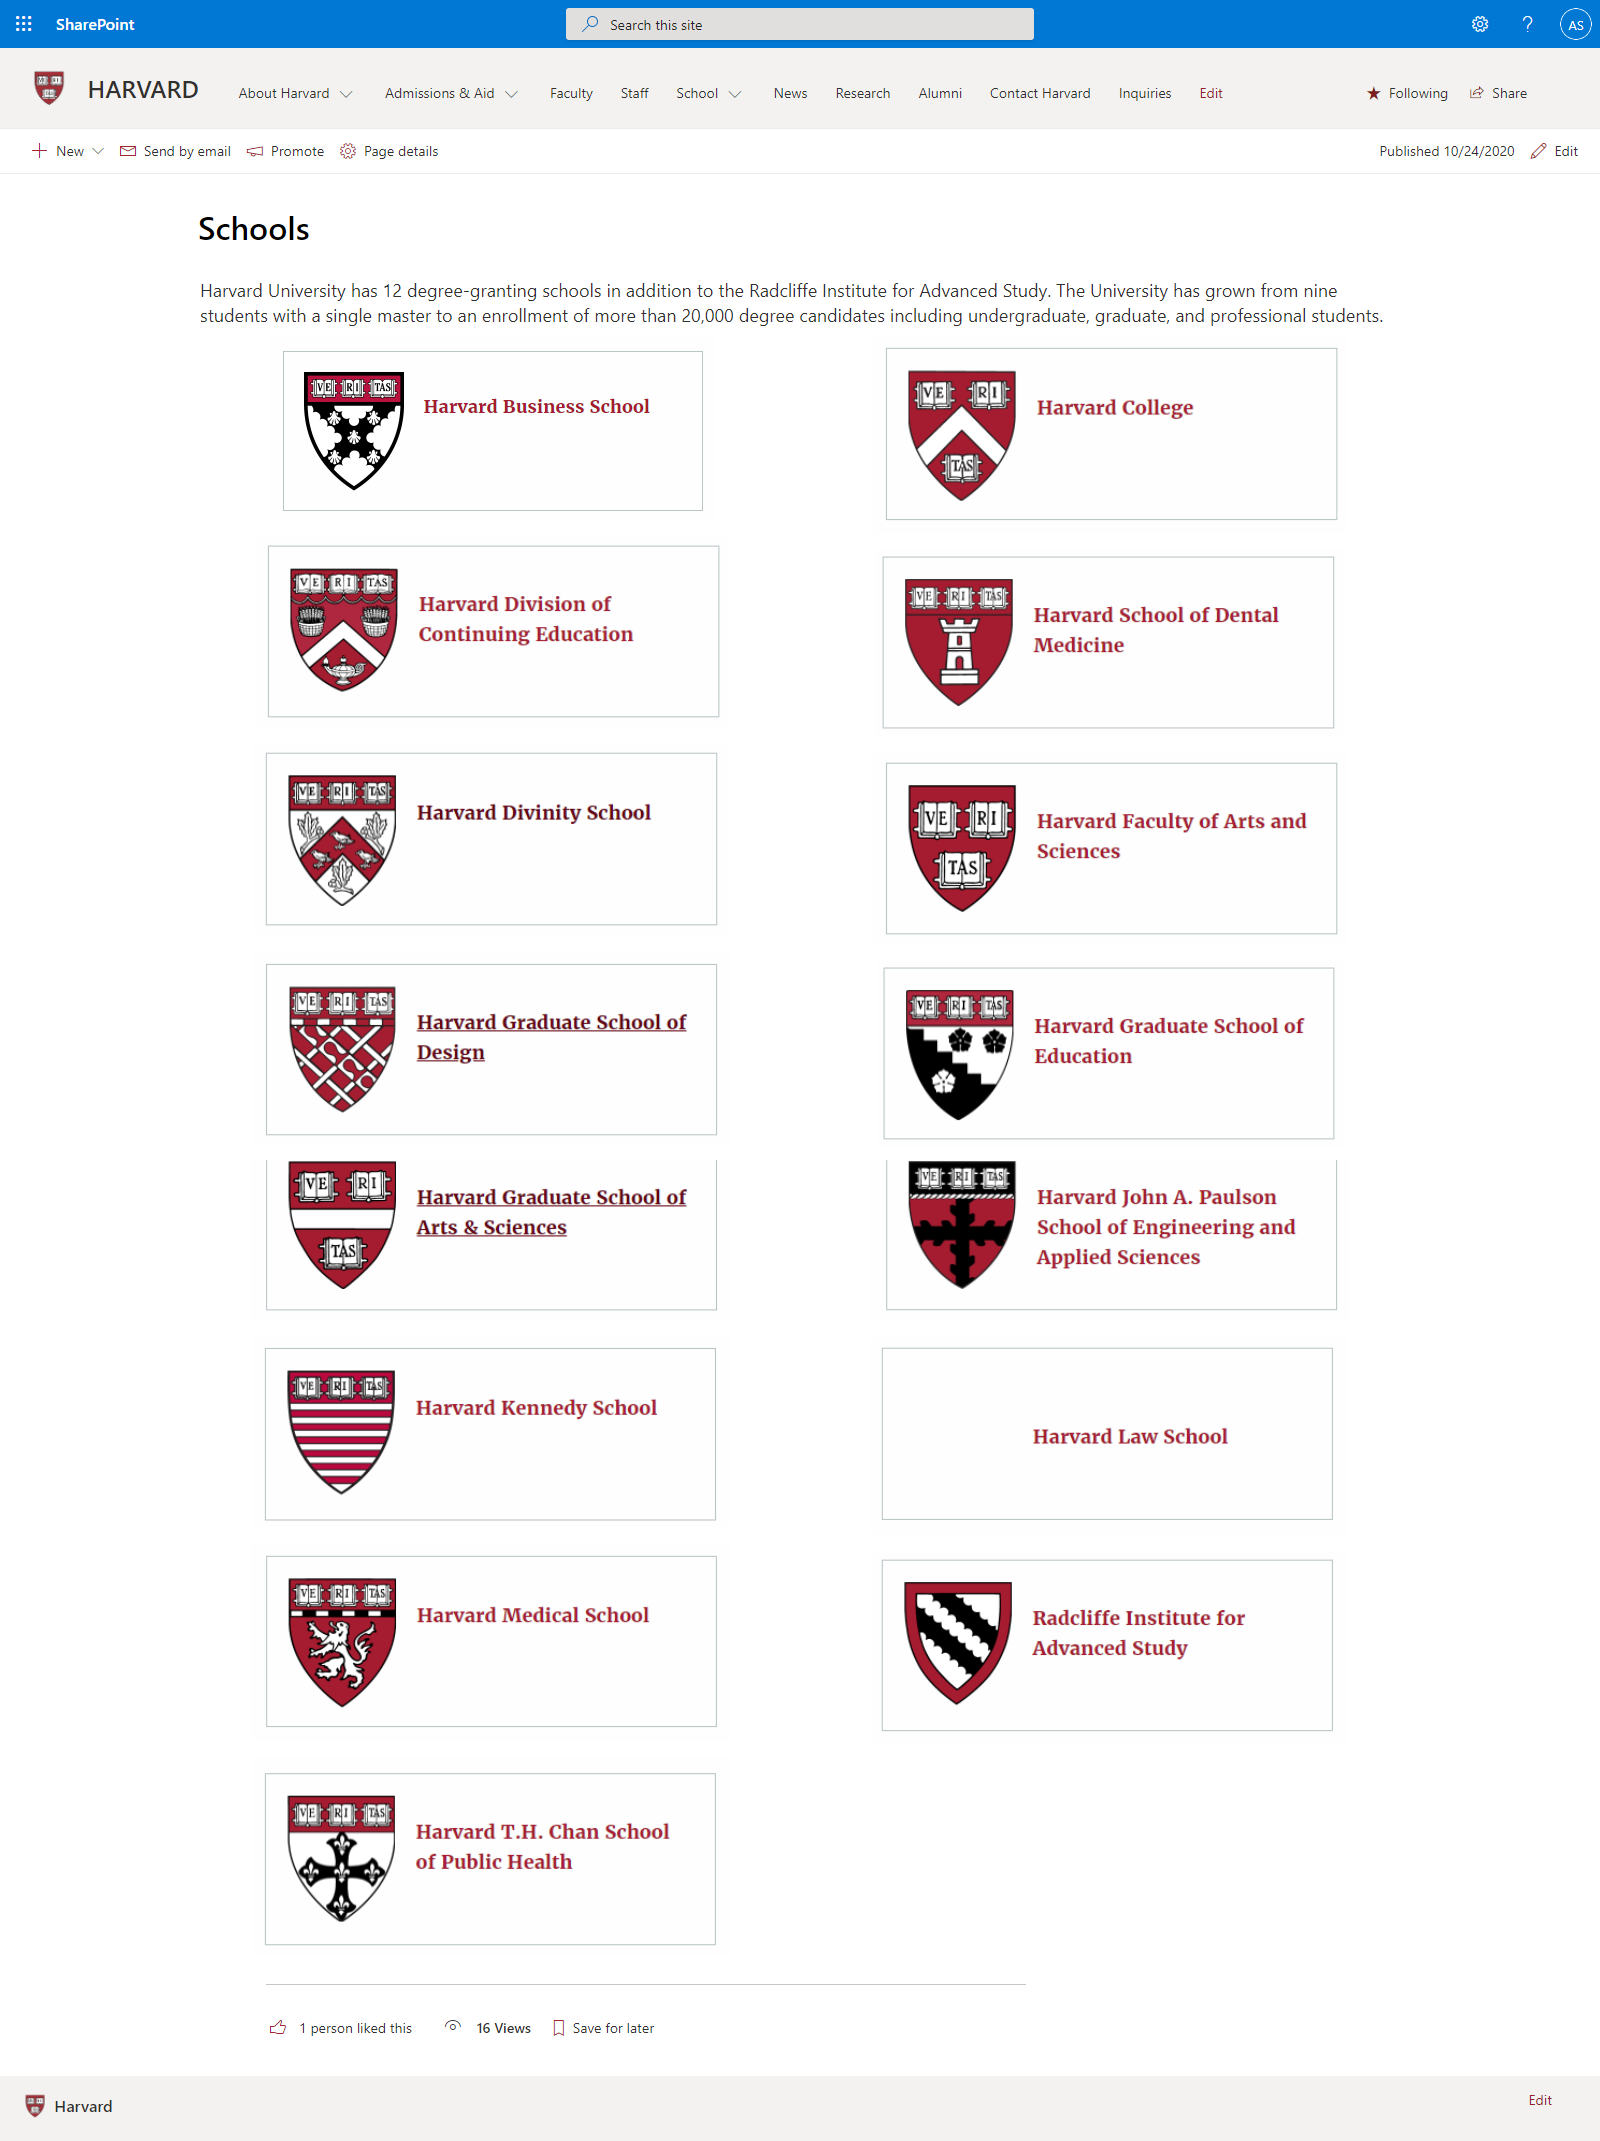 SharePoint
Search this site
AS
HARVARD
About Harvard
Admissions & Aid
Faculty
Staff
School
News
Research
Alumni
Contact Harvard
Inquiries
Edit
Following
Share
New
Send by email
Promote
Page details
Published 10/24/2020
Edit
Schools
Harvard University has 12 degree-granting schools in addition to the Radcliffe Institute for Advanced Study. The University has grown from nine
students with a single master to an enrollment of more than 20,000 degree candidates including undergraduate, graduate, and professional students.
VE RI TAS
Harvard Business School
VE RI
TAS
Harvard College
VE RI TAS
Harvard Division of
Continuing Education
VE RI TAS
Harvard School of Dental
Medicine
VE RI TAS
Harvard Divinity School
VE RI
TAS
Harvard Faculty of Arts and
Sciences
VE RI TAS
Harvard Graduate School of
Design
VE RI TAS
Harvard Graduate School of
Education
VE RI
TAS
Harvard Graduate School of
Arts & Sciences
VE RI TAS
Harvard John A. Paulson
School of Engineering and
Applied Sciences
VE RI TAS
Harvard Kennedy School
Harvard Law School
VE RI TAS
Harvard Medical School
Radcliffe Institute for
Advanced Study
VE RI TAS
Harvard T.H. Chan School
of Public Health
1 person liked this
16 Views
Save for later
Harvard
Edit